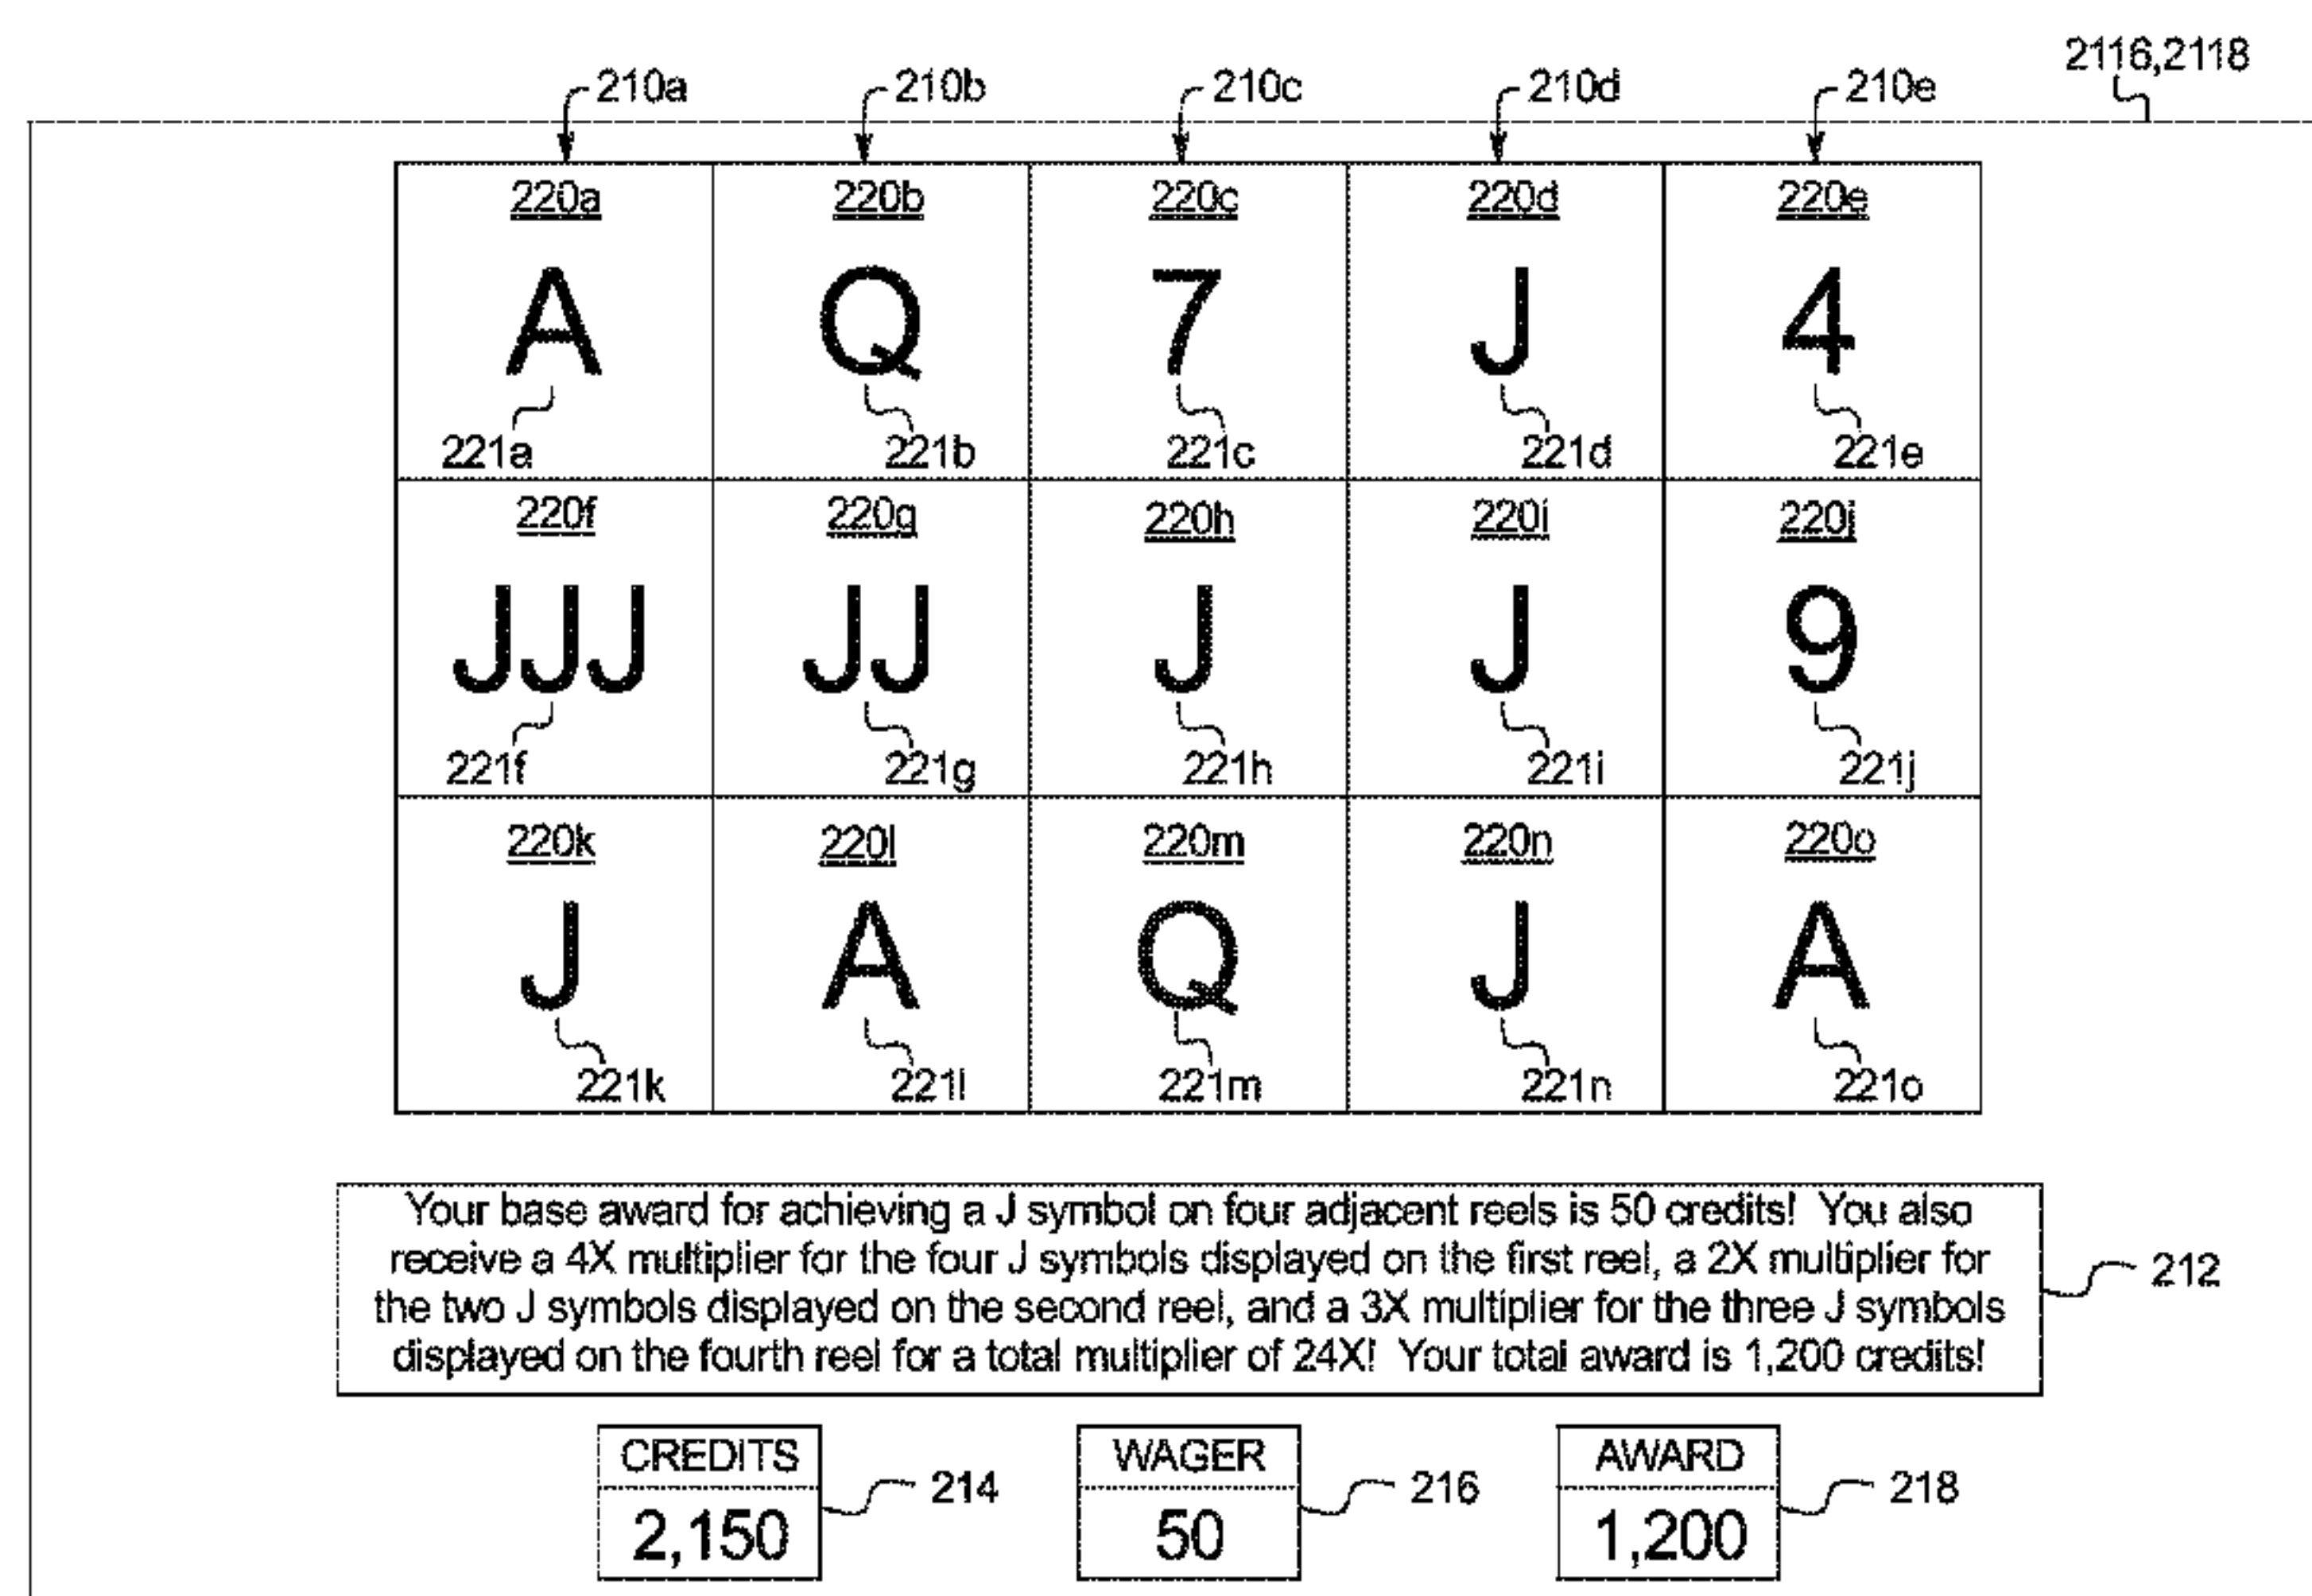 2116,2118
210a 210b 210c 210d 210e
220a 220b 220c 220d 220e
A Q 7 J 4
221a 221b 221c 221d 221e
220f 220g 220h 220i 220j
JJJ JJ J J 9
221f 221g 221h 221i 221j
220k 220l 220m 220n 220o
J A Q J A
221k 221l 221m 221n 221o
Your base award for achieving a J symbol on four adjacent reels is 50 credits! You also
receive a 4X multiplier for the four J symbols displayed on the first reel, a 2X multiplier for
the two J symbols displayed on the second reel, and a 3X multiplier for the three J symbols
displayed on the fourth reel for a total multiplier of 24X! Your total award is 1,200 credits!
212
CREDITS WAGER AWARD
214 216 218
2,150 50 1,200